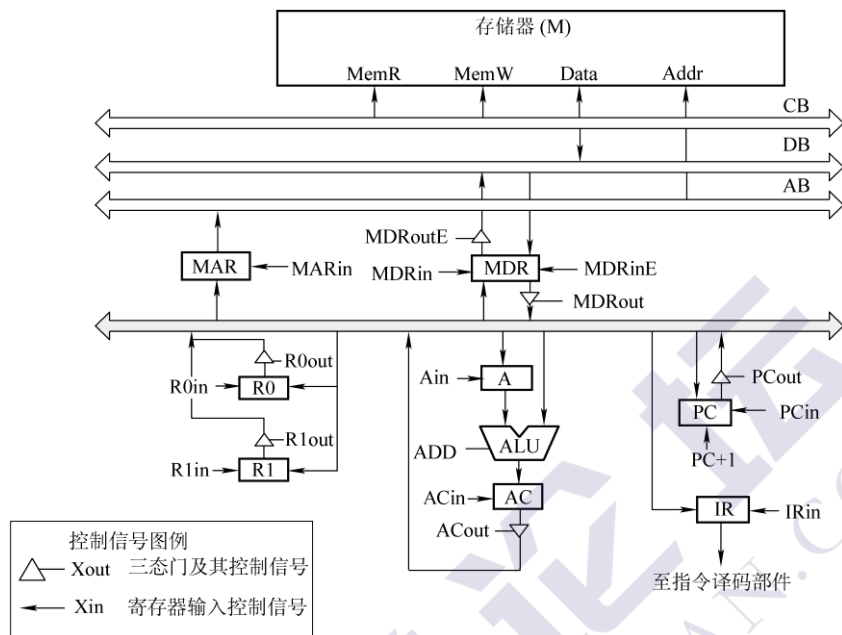 存储器 (M)
MemR MemW Data Addr
CB
DB
AB
MDRoutE
MAR
MARin
MDRin
MDR
MDRinE
MDRout
R0out
R0in
R0
Ain
A
PCout
PC
PCin
R1out
ADD
ALU
R1in
R1
PC+1
ACin
AC
IR
IRin
ACout
控制信号图例
Xout 三态门及其控制信号
Xin 寄存器输入控制信号
至指令译码部件